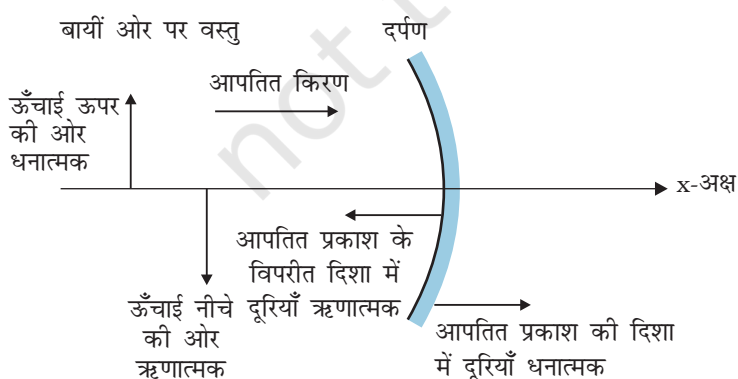 बायीं ओर पर वस्तु
दर्पण
आपतित किरण
ऊँचाई ऊपर
की ओर
धनात्मक
x-अक्ष
आपतित प्रकाश के
विपरीत दिशा में
दूरियाँ ऋणात्मक
ऊँचाई नीचे
की ओर
ऋणात्मक
आपतित प्रकाश की दिशा
में दूरियाँ धनात्मक
not t